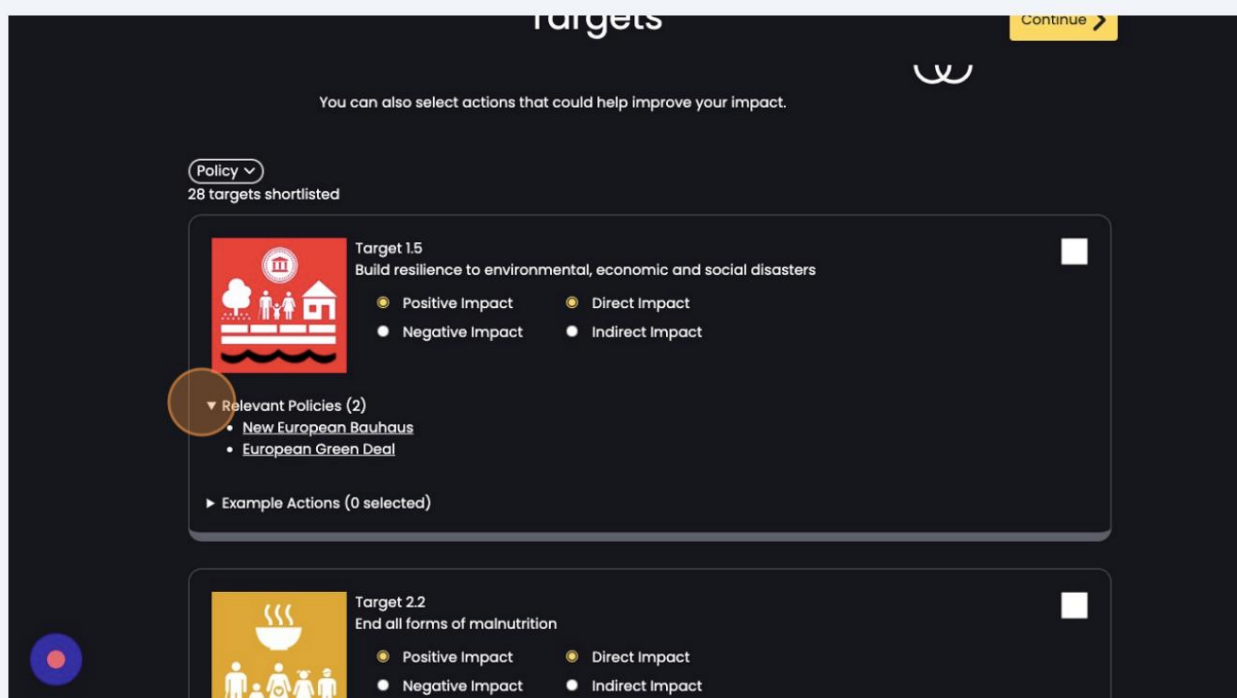 Targets
Continue
You can also select actions that could help improve your impact.
Policy
28 targets shortlisted
Target 1.5
Build resilience to environmental, economic and social disasters
Positive Impact Direct Impact
Negative Impact Indirect Impact
Relevant Policies (2)
New European Bauhaus
European Green Deal
Example Actions (0 selected)
Target 2.2
End all forms of malnutrition
Positive Impact Direct Impact
Negative Impact Indirect Impact